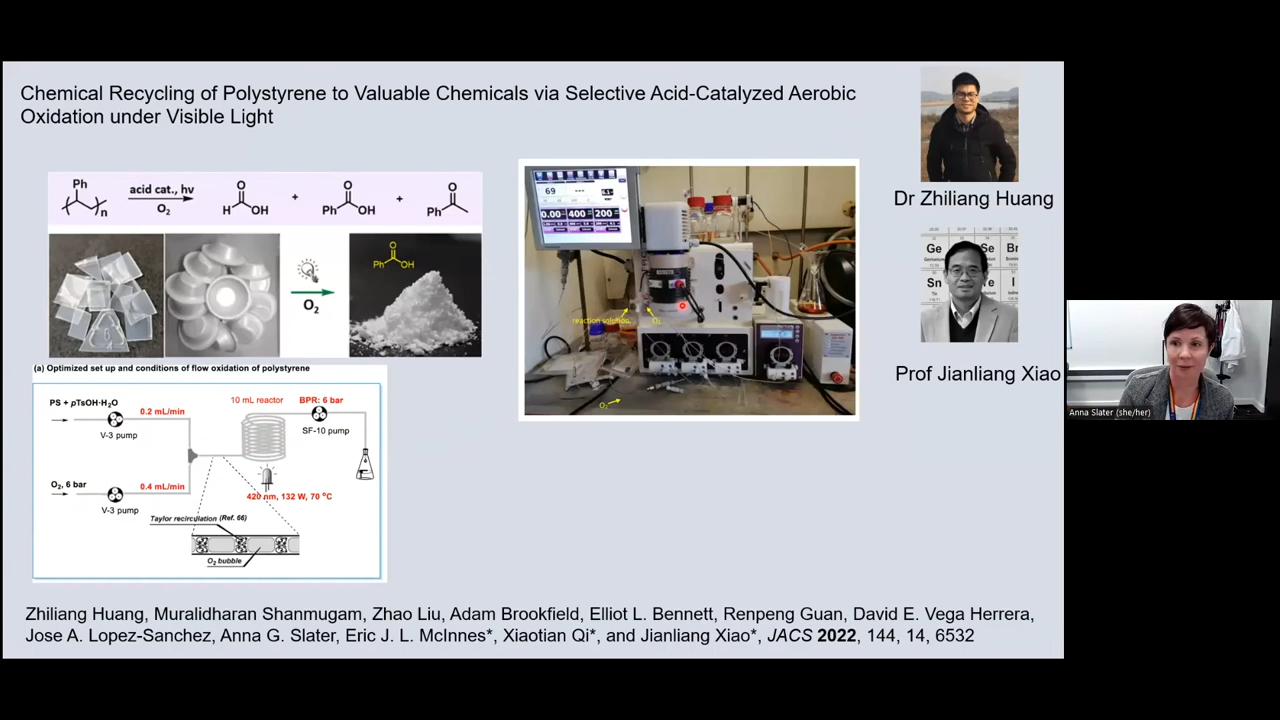 Chemical Recycling of Polystyrene to Valuable Chemicals via Selective Acid-Catalyzed Aerobic
Oxidation under Visible Light
Ph
n
acid cat., hv
O₂
O
H OH
+
O
Ph OH
+
O
Ph
O₂
O
Ph OH
(a) Optimized set up and conditions of flow oxidation of polystyrene
PS + pTsOH·H₂O
0.2 mL/min
V-3 pump
10 mL reactor
BPR: 6 bar
SF-10 pump
O₂, 6 bar
0.4 mL/min
V-3 pump
420 nm, 132 W, 70 °C
Taylor recirculation (Ref. 66)
O₂ bubble
69
0.00 400 200
reaction solution
O₂
O₂
Dr Zhiliang Huang
Ge
Se
Br
Sn
Te
I
Prof Jianliang Xiao
Anna Slater (she/her)
Zhiliang Huang, Muralidharan Shanmugam, Zhao Liu, Adam Brookfield, Elliot L. Bennett, Renpeng Guan, David E. Vega Herrera,
Jose A. Lopez-Sanchez, Anna G. Slater, Eric J. L. McInnes*, Xiaotian Qi*, and Jianliang Xiao*, JACS 2022, 144, 14, 6532